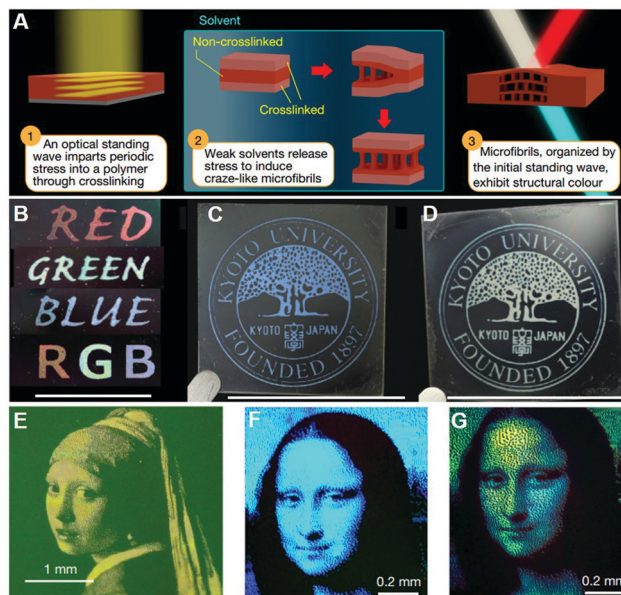 A
Solvent
Non-crosslinked
Crosslinked
1
An optical standing
wave imparts periodic
stress into a polymer
through crosslinking
2
Weak solvents release
stress to induce
craze-like microfibrils
3
Microfibrils, organized by
the initial standing wave,
exhibit structural colour
B
RED
GREEN
BLUE
RGB
C
KYOTO UNIVERSITY
KYOTO JAPAN
FOUNDED 1897
D
KYOTO UNIVERSITY
KYOTO JAPAN
FOUNDED 1897
E
1 mm
F
0.2 mm
G
0.2 mm